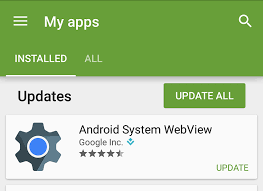 My apps
INSTALLED ALL
Updates UPDATE ALL
Android System WebView
Google Inc.
UPDATE